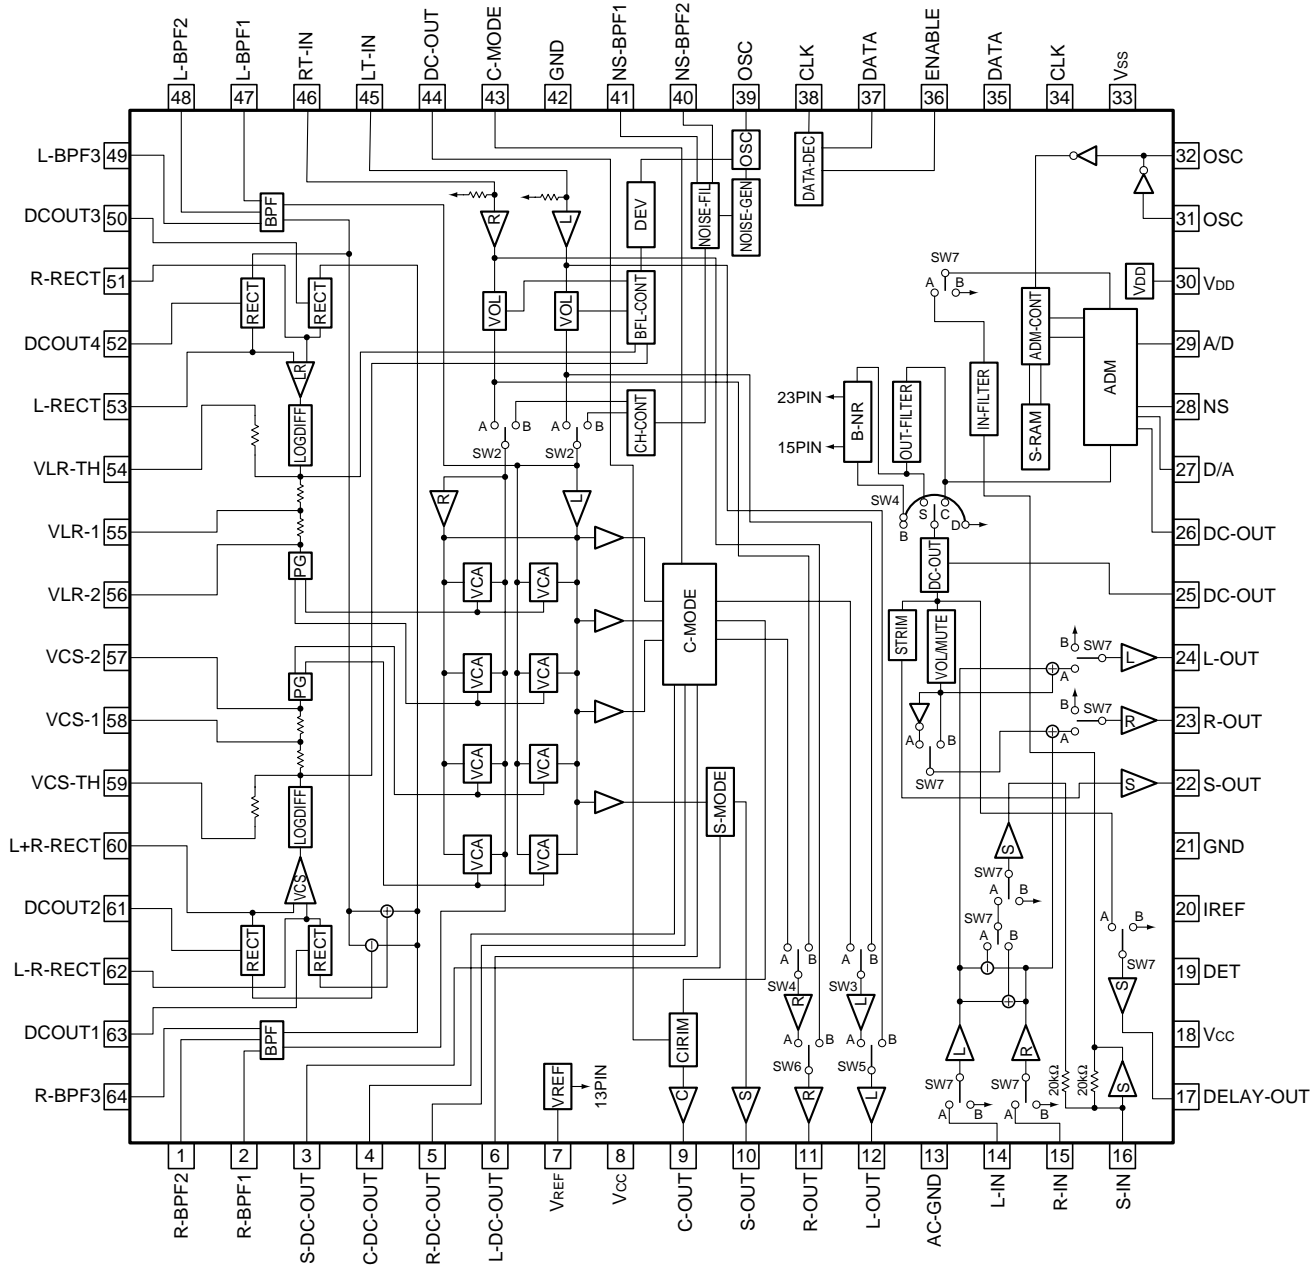 L-BPF2
L-BPF1
RT-IN
LT-IN
DC-OUT
C-MODE
GND
NS-BPF1
NS-BPF2
OSC
CLK
DATA
ENABLE
DATA
CLK
Vss
48
47
46
45
44
43
42
41
40
39
38
37
36
35
34
33
L-BPF3 49
DCOUT3 50
R-RECT 51
DCOUT4 52
L-RECT 53
VLR-TH 54
VLR-1 55
VLR-2 56
VCS-2 57
VCS-1 58
VCS-TH 59
L+R-RECT 60
DCOUT2 61
L-R-RECT 62
DCOUT1 63
R-BPF3 64
32 OSC
31 OSC
30 VDD
29 A/D
28 NS
27 D/A
26 DC-OUT
25 DC-OUT
24 L-OUT
23 R-OUT
22 S-OUT
21 GND
20 IREF
19 DET
18 VCC
17 DELAY-OUT
BPF
RECT
RECT
LR
LOGDIFF
PG
PG
LOGDIFF
VCS
RECT
RECT
BPF
R
L
VOL
VOL
DEV
BFL-CONT
NOISE-FIL
OSC
NOISE-GEN
DATA-DEC
CH-CONT
A
B
SW2
A
B
SW2
R
L
VCA
VCA
VCA
VCA
VCA
VCA
VCA
VCA
C-MODE
S-MODE
23PIN
15PIN
B-NR
OUT-FILTER
SW4
B
S
C
D
DC-OUT
STRIM
VOL/MUTE
SW7
A
B
IN-FILTER
ADM-CONT
S-RAM
ADM
VDD
B
SW7
A
L
B
SW7
A
R
A
B
SW7
S
S
SW7
A
B
SW7
A
B
A
B
SW7
S
L
R
SW7
A
B
SW7
A
B
20kΩ
20kΩ
S
A
B
SW4
R
A
B
SW6
R
A
B
SW3
L
A
B
SW5
L
CIRIM
C
S
VREF
13PIN
1
2
3
4
5
6
7
8
9
10
11
12
13
14
15
16
R-BPF2
R-BPF1
S-DC-OUT
C-DC-OUT
R-DC-OUT
L-DC-OUT
VREF
VCC
C-OUT
S-OUT
R-OUT
L-OUT
AC-GND
L-IN
R-IN
S-IN